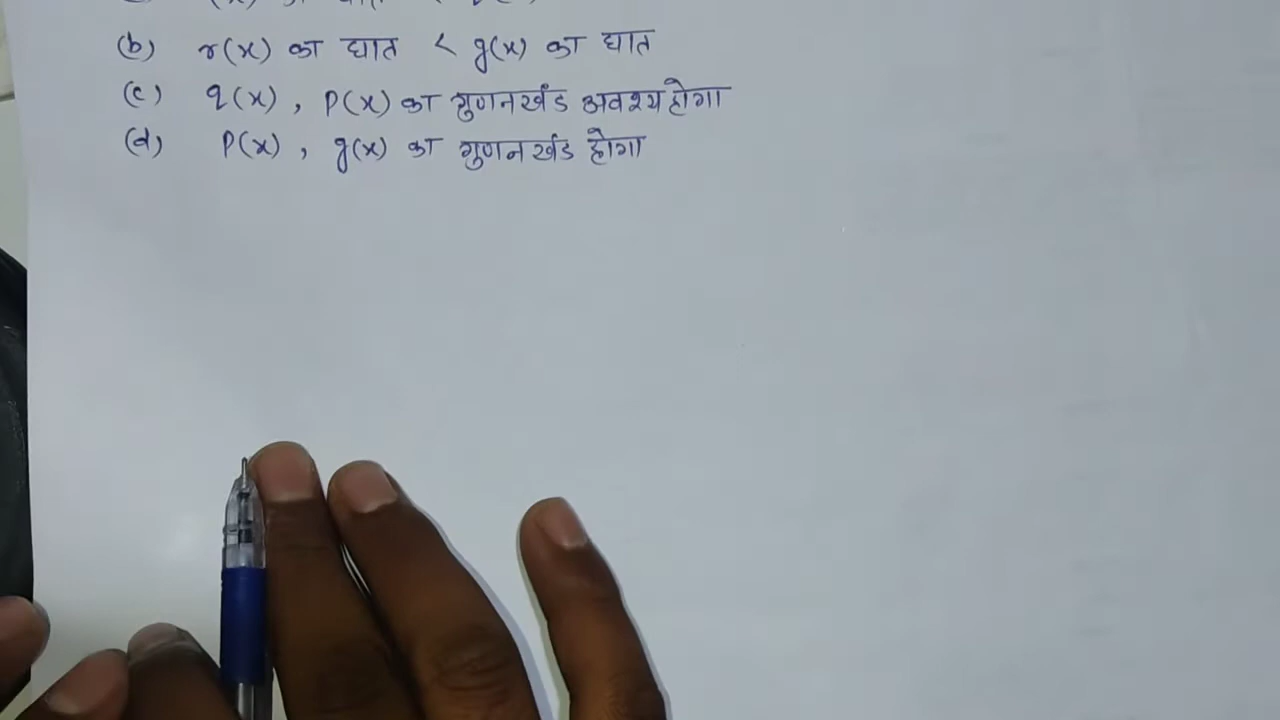 (b) r(x) का घात < g(x) का घात
(c) q(x), P(x) का गुणनखंड अवश्य होगा
(d) P(x), g(x) का गुणनखंड होगा